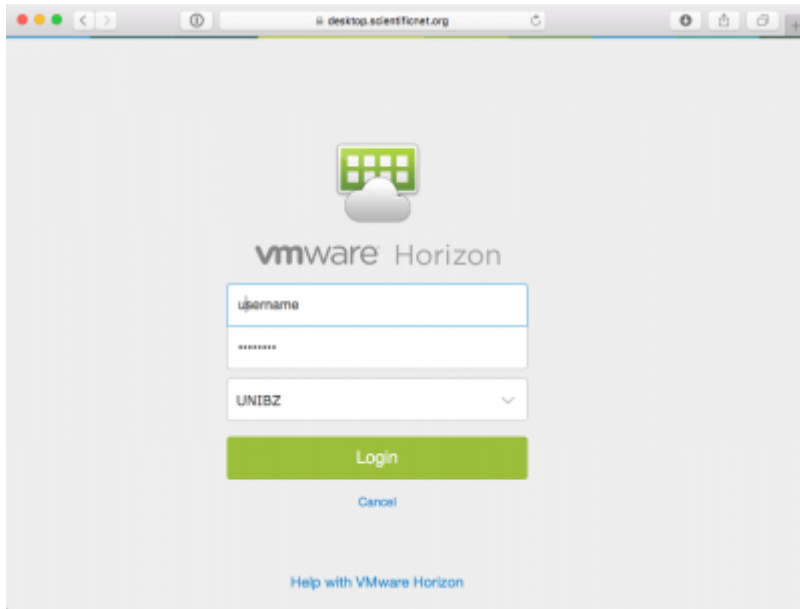 desktop.scientificnet.org
vmware Horizon
username
••••••••
UNIBZ
Login
Cancel
Help with VMware Horizon